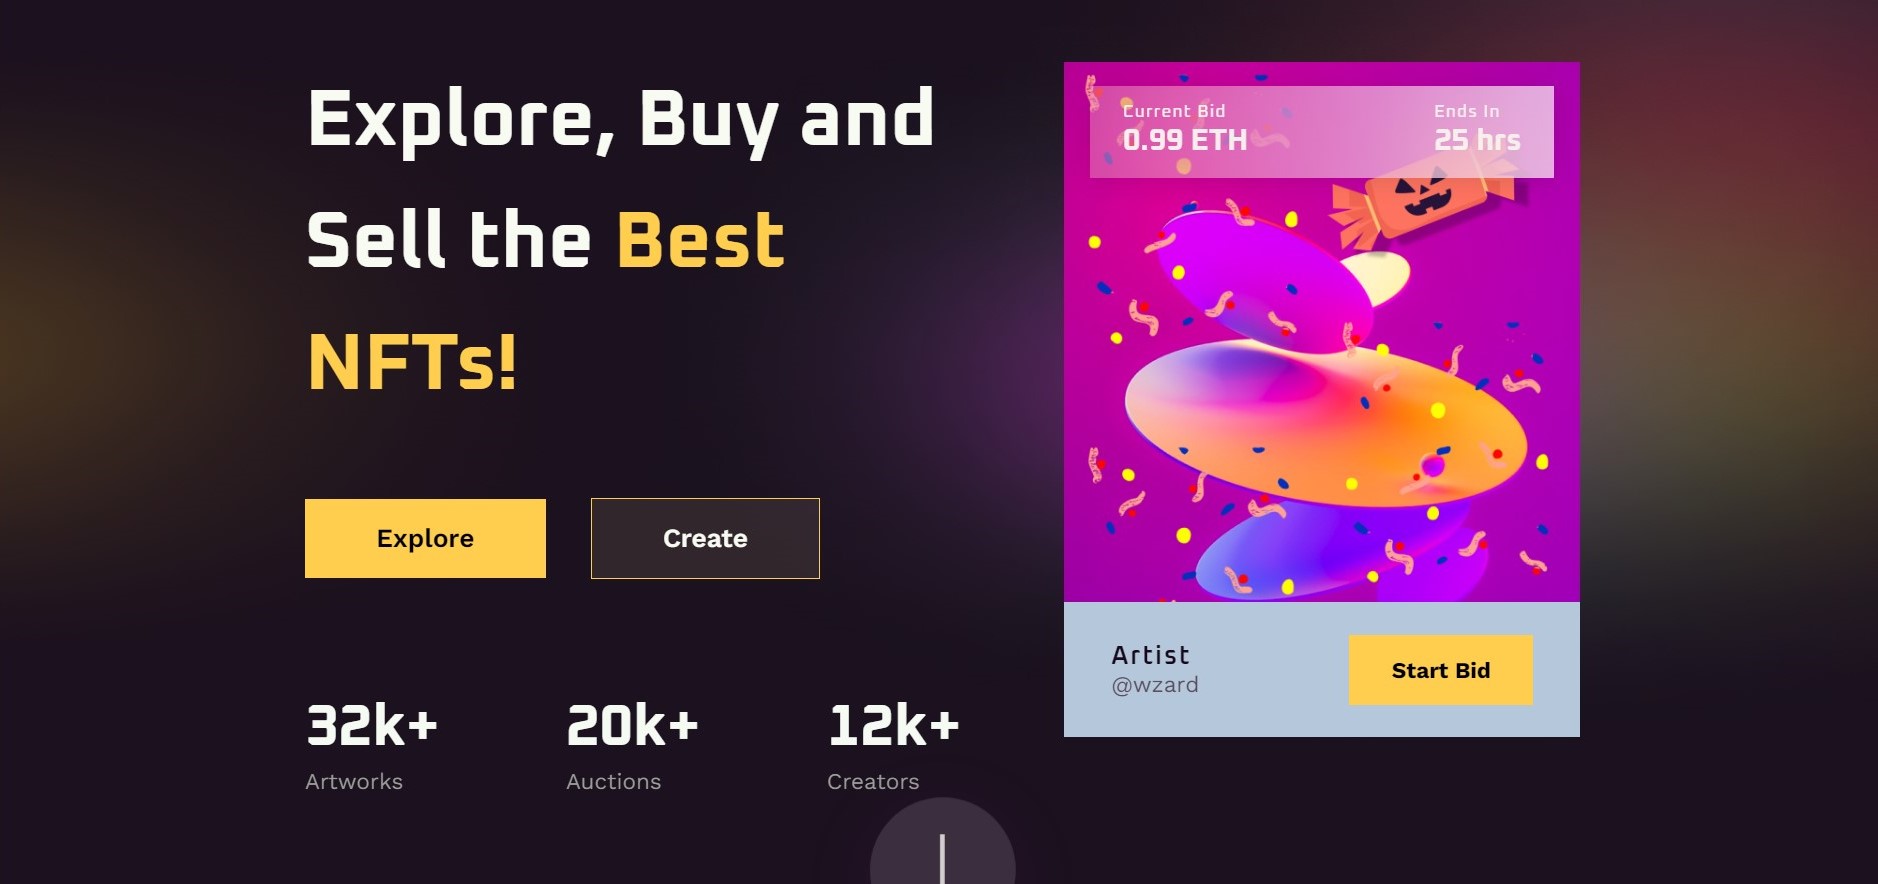 Explore, Buy and
Sell the Best
NFTs!
Explore
Create
32k+
Artworks
20k+
Auctions
12k+
Creators
Current Bid
0.99 ETH
Ends In
25 hrs
Artist
@wzard
Start Bid